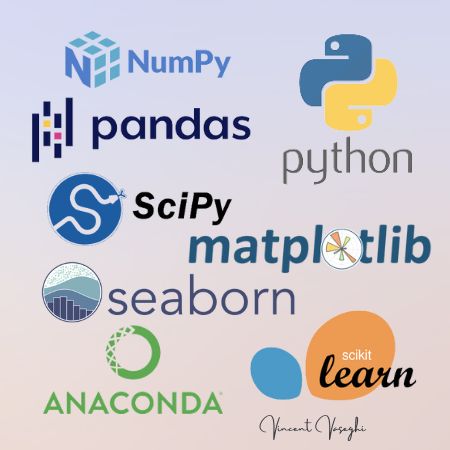 NumPy
pandas
python
SciPy
matplotlib
seaborn
ANACONDA
scikit
learn
Vincent Vaseghi